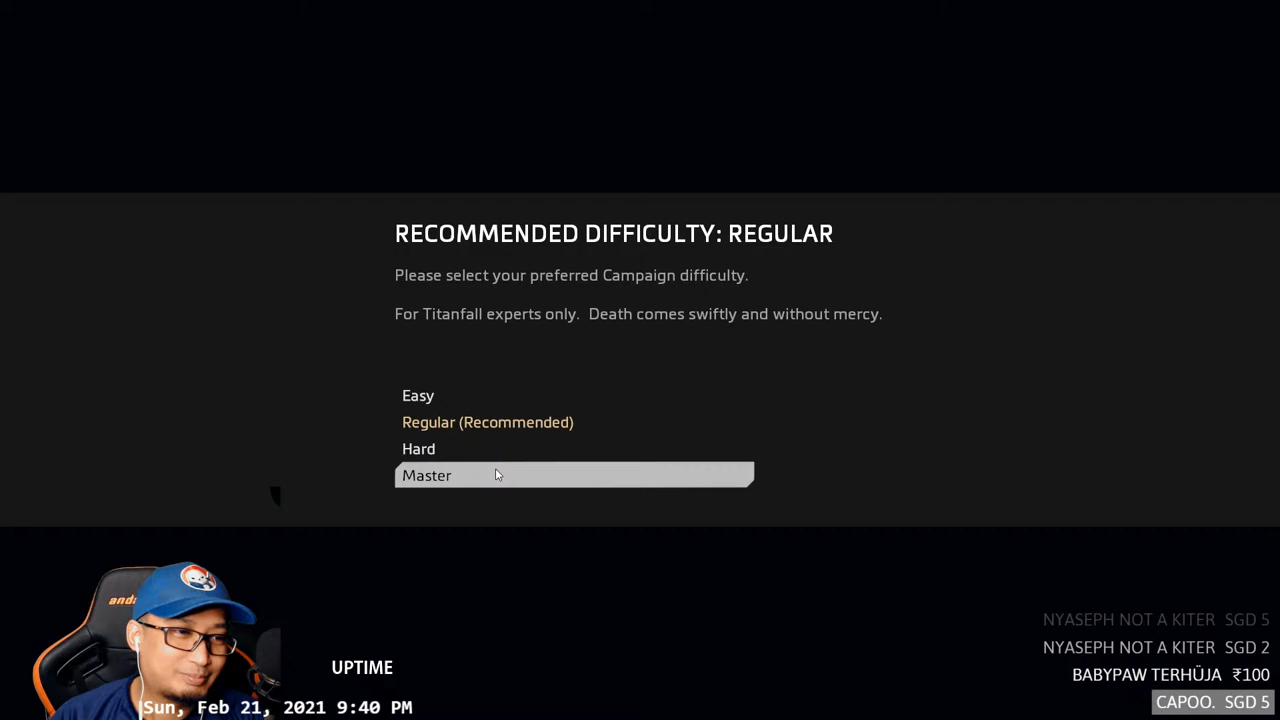 RECOMMENDED DIFFICULTY: REGULAR
Please select your preferred Campaign difficulty.
For Titanfall experts only.  Death comes swiftly and without mercy.
Easy
Regular (Recommended)
Hard
Master
anda
UPTIME
Sun, Feb 21, 2021 9:40 PM
NYASEPH NOT A KITER SGD 5
NYASEPH NOT A KITER SGD 2
BABYPAW TERHŪJA ₹100
CAPOO. SGD 5